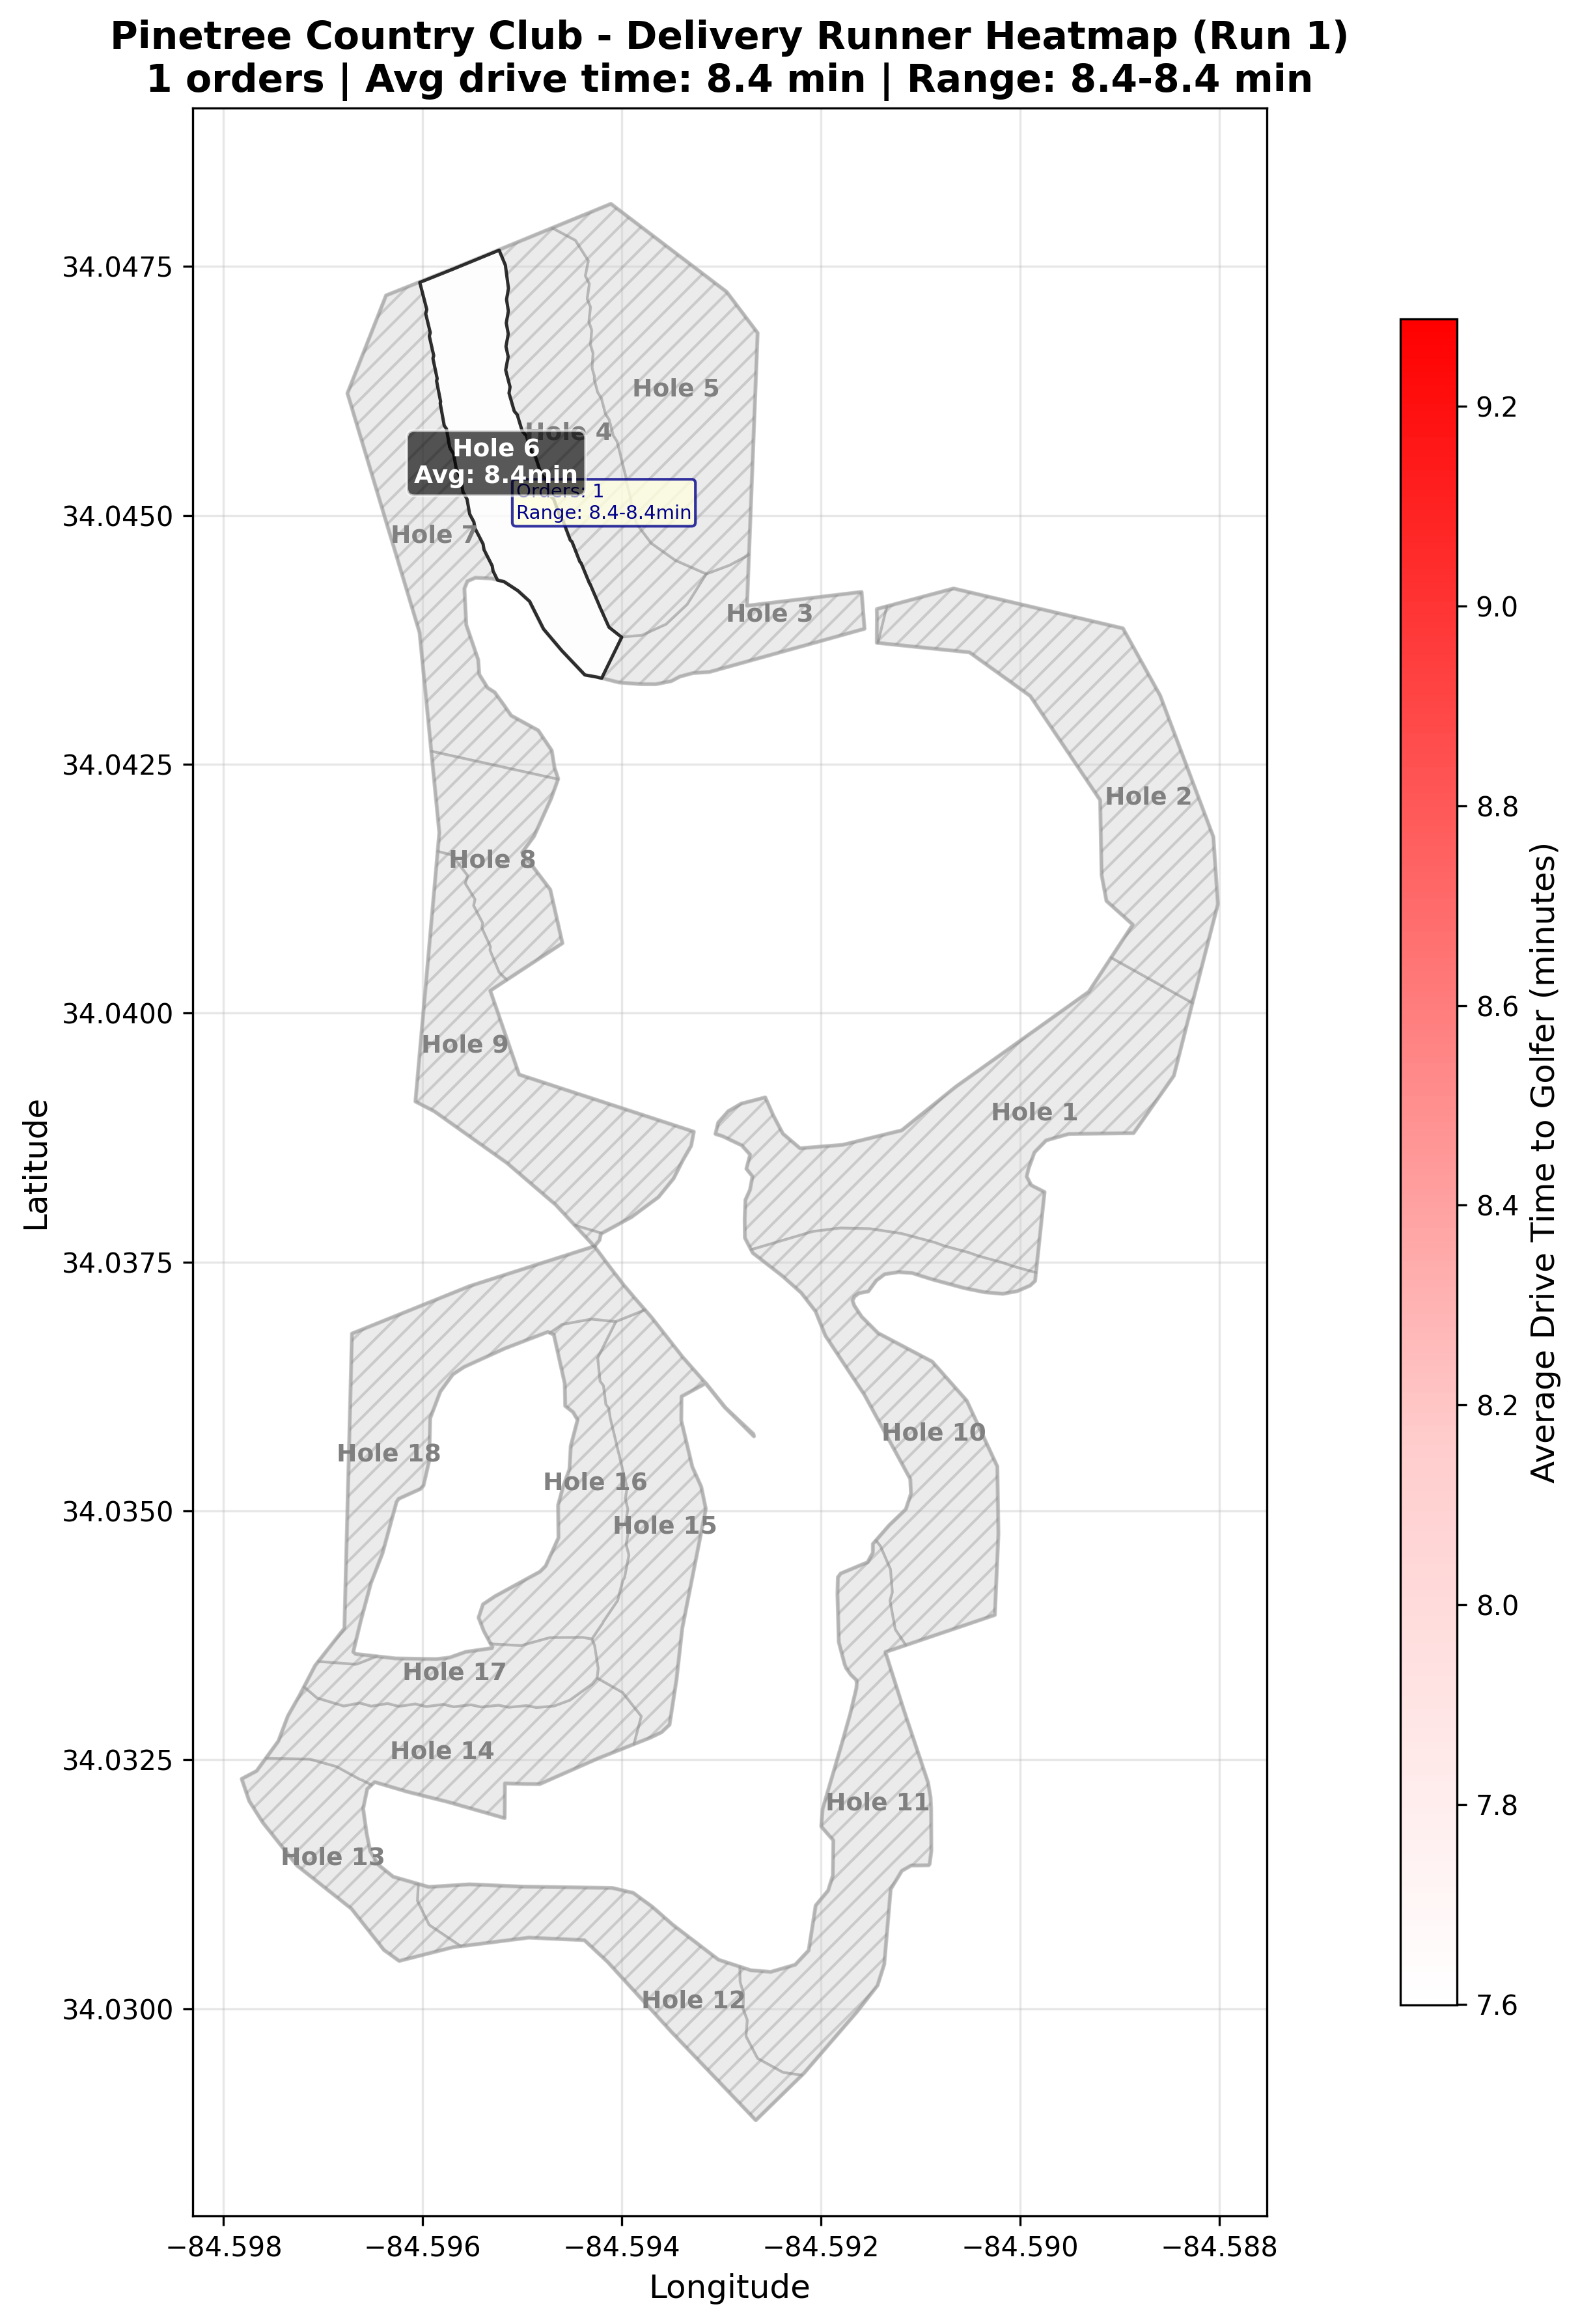 Pinetree Country Club - Delivery Runner Heatmap (Run 1)
1 orders | Avg drive time: 8.4 min | Range: 8.4-8.4 min
34.0475
34.0450
34.0425
34.0400
34.0375
34.0350
34.0325
34.0300
Latitude
Hole 5
Hole 4
Hole 6
Avg: 8.4min
Orders: 1
Range: 8.4-8.4min
Hole 7
Hole 3
Hole 2
Hole 8
Hole 9
Hole 1
Hole 10
Hole 18
Hole 16
Hole 15
Hole 17
Hole 14
Hole 11
Hole 13
Hole 12
−84.598
−84.596
−84.594
−84.592
−84.590
−84.588
Longitude
9.2
9.0
8.8
8.6
8.4
8.2
8.0
7.8
7.6
Average Drive Time to Golfer (minutes)